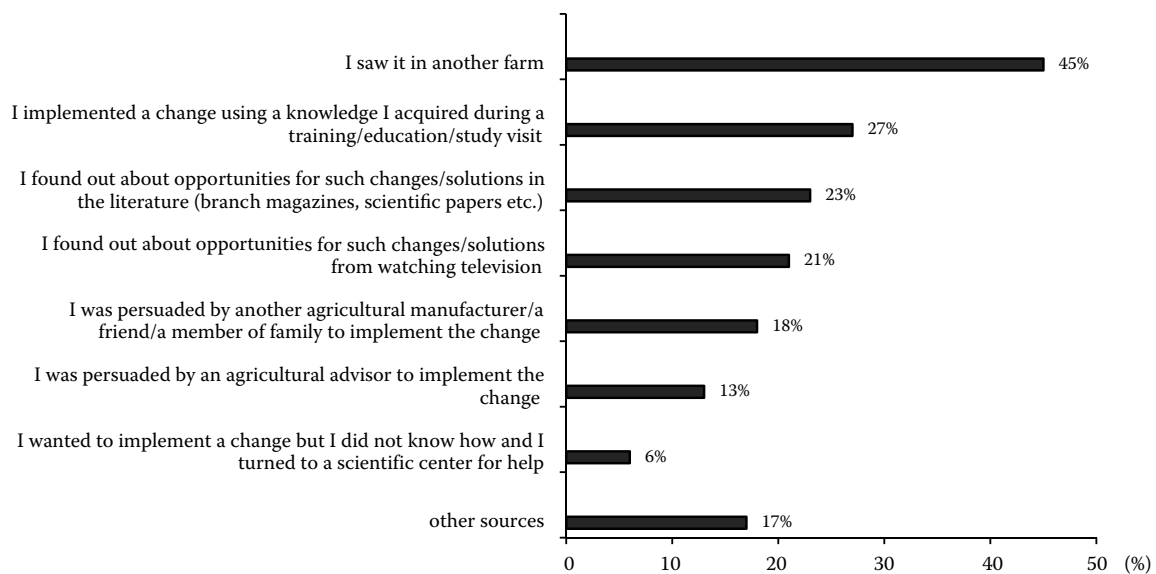 I saw it in another farm
45%
I implemented a change using a knowledge I acquired during a
training/education/study visit
27%
I found out about opportunities for such changes/solutions in
the literature (branch magazines, scientific papers etc.)
23%
I found out about opportunities for such changes/solutions
from watching television
21%
I was persuaded by another agricultural manufacturer/a
friend/a member of family to implement the change
18%
I was persuaded by an agricultural advisor to implement the
change
13%
I wanted to implement a change but I did not know how and I
turned to a scientific center for help
6%
other sources
17%
0 10 20 30 40 50 (%)